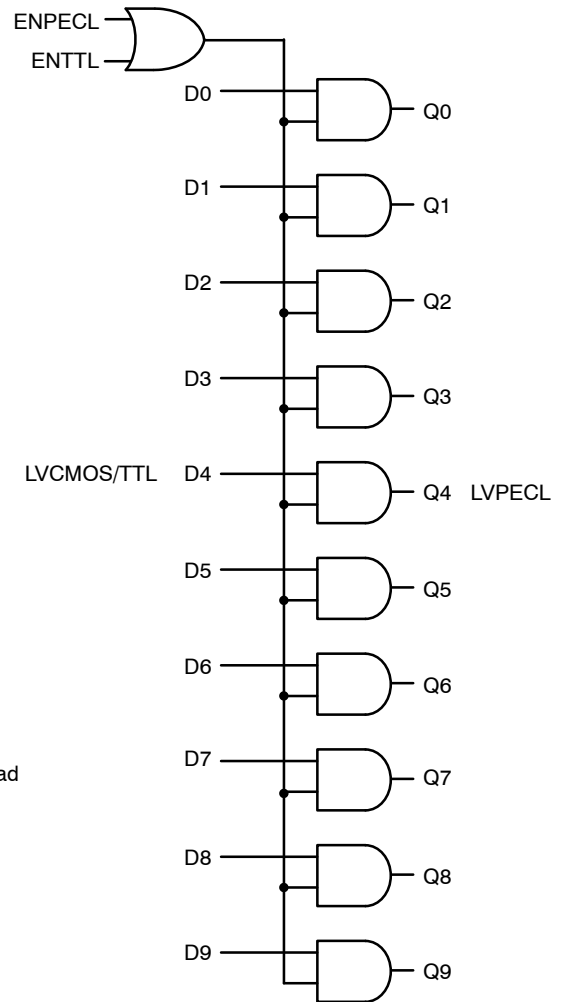 ENPECL
ENTTL
D0 Q0
D1 Q1
D2 Q2
D3 Q3
LVCMOS/TTL D4 Q4 LVPECL
D5 Q5
D6 Q6
ad
D7 Q7
D8 Q8
D9 Q9